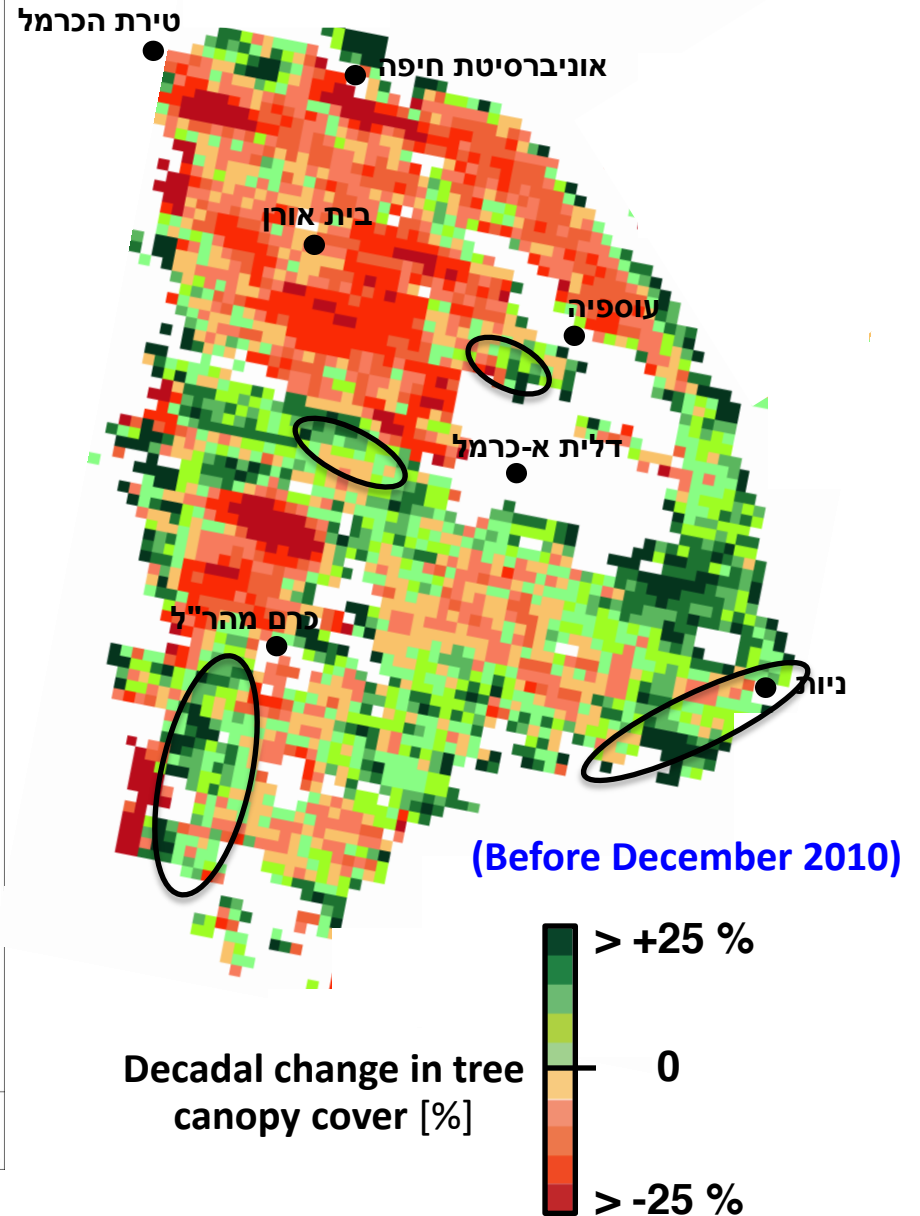 טירת הכרמל
אוניברסיטת חיפה
בית אורן
עוספיה
דלית א-כרמל
כרם מהר"ל
ניות
(Before December 2010)
> +25 %
Decadal change in tree
0
canopy cover [%]
> -25 %